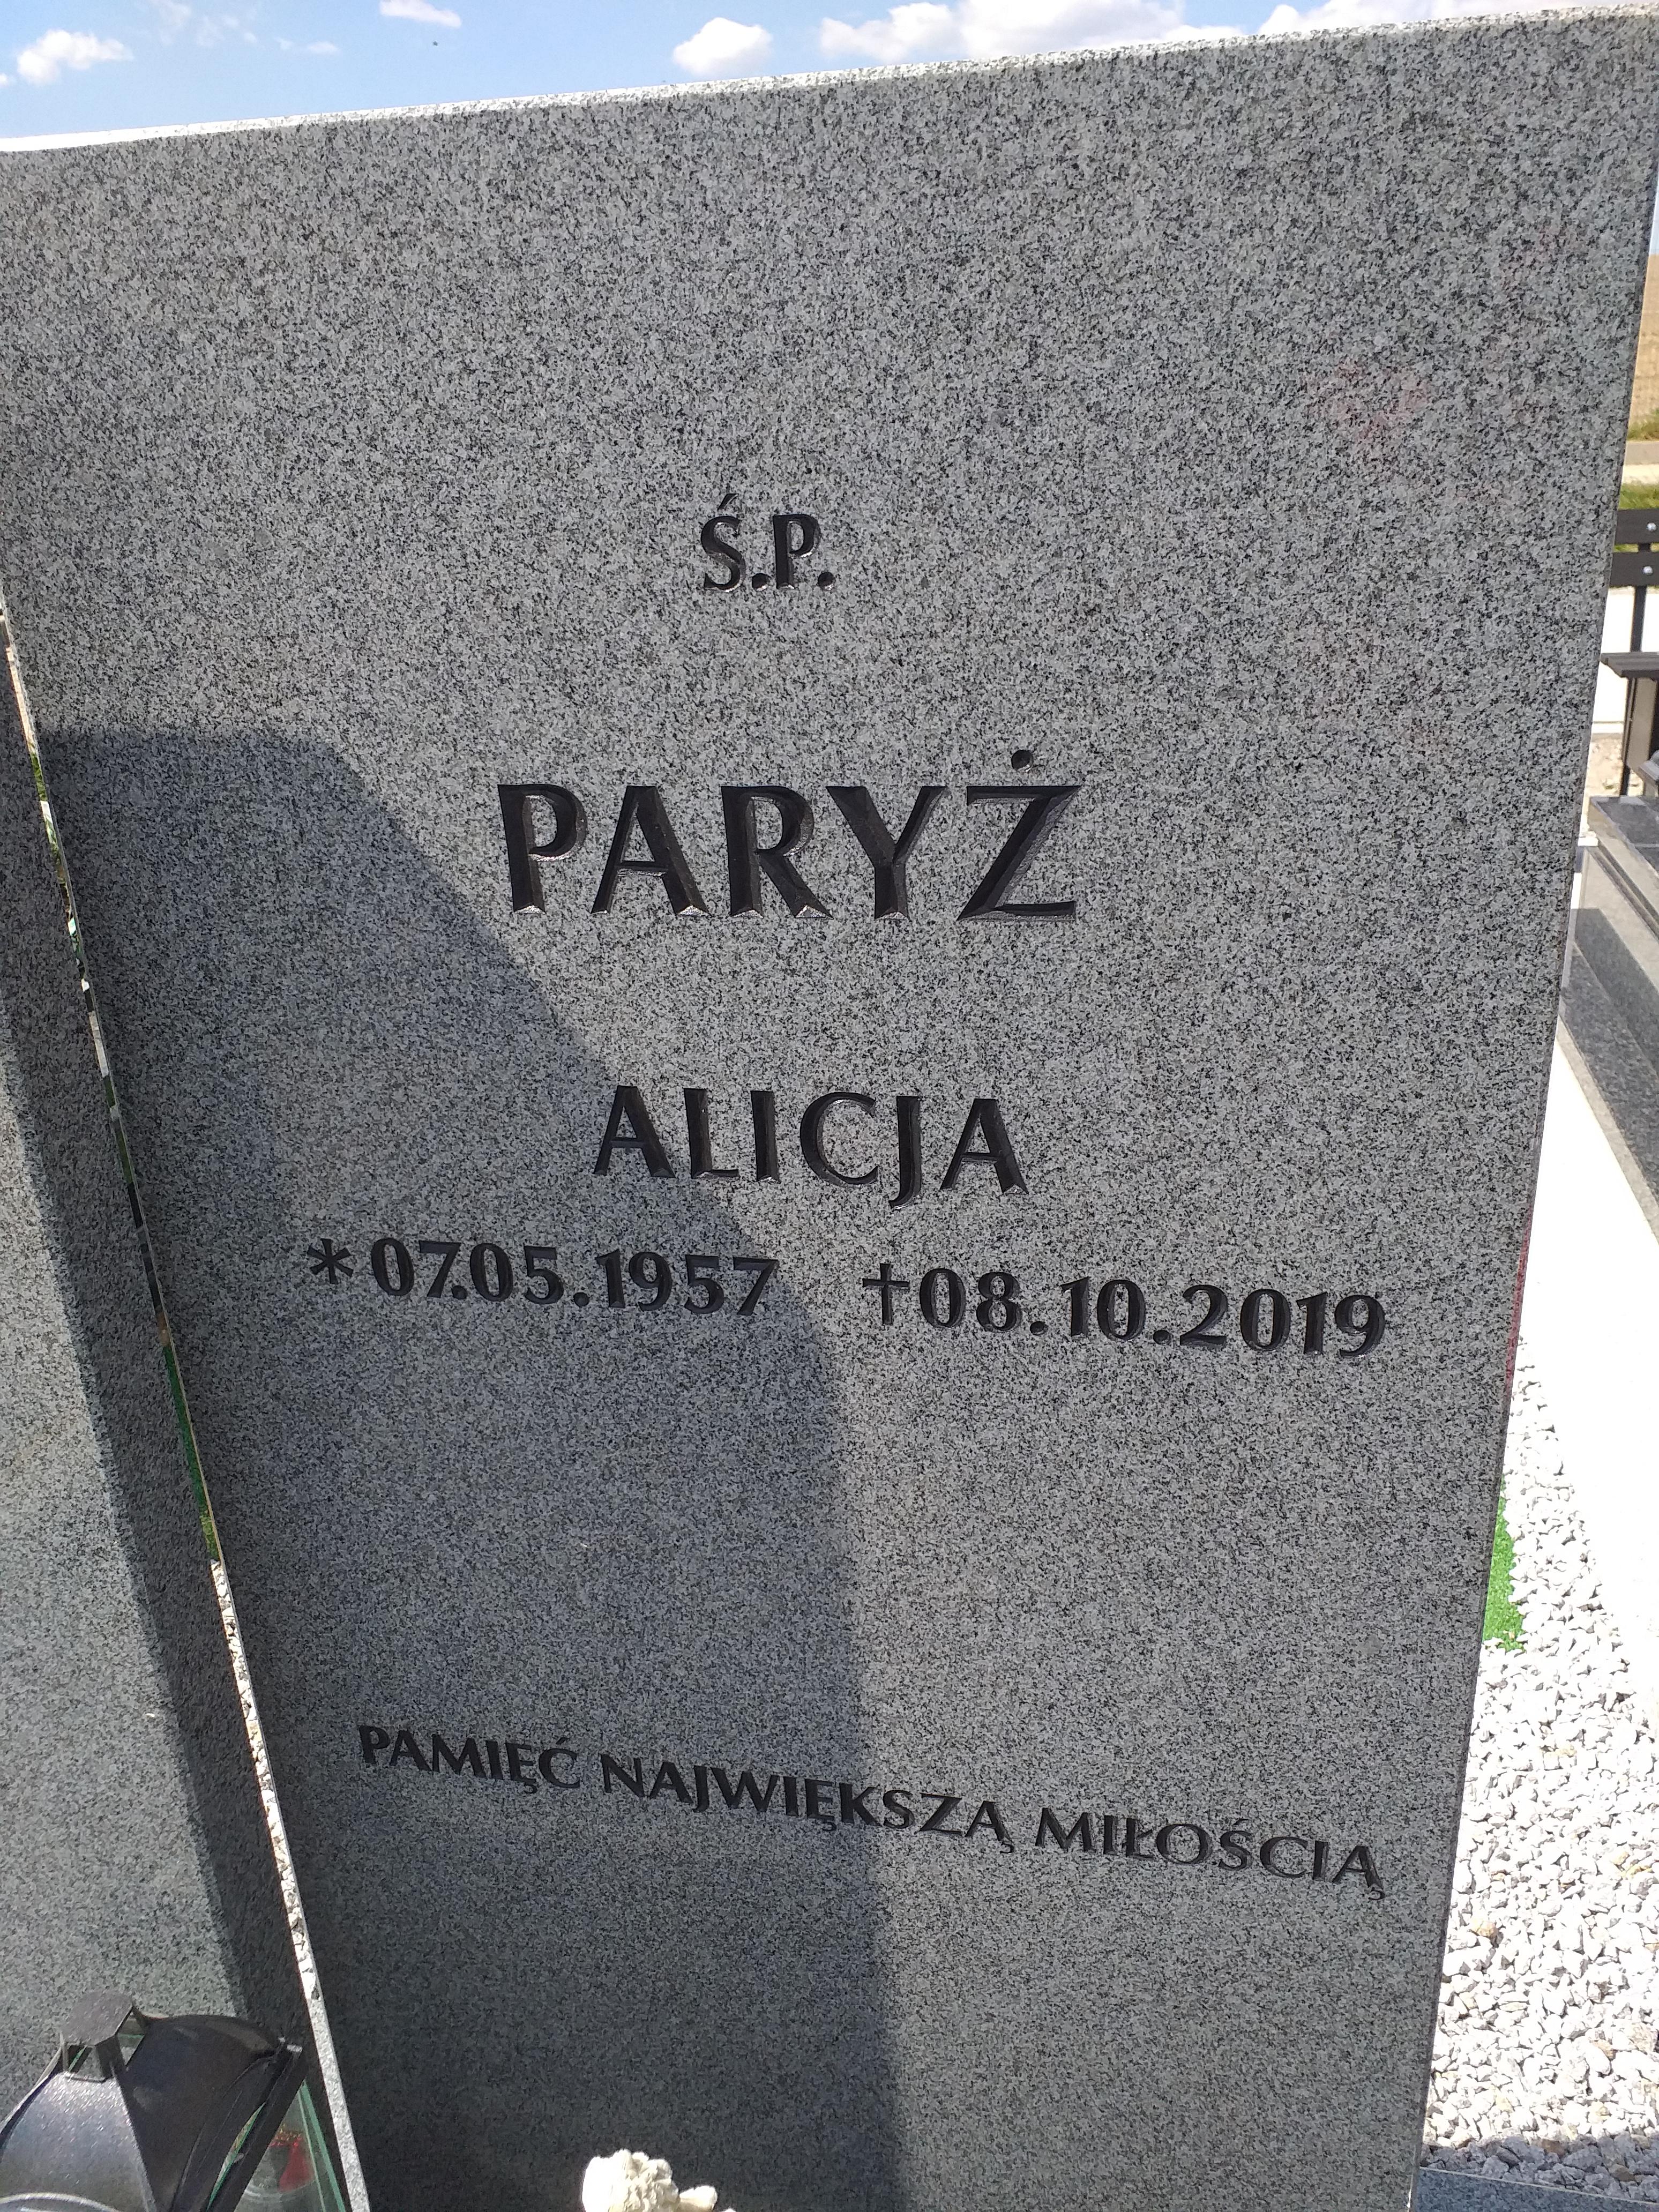 Ś.P.
PARYŻ
ALICJA
*07.05.1957 †08.10.2019
PAMIĘĆ NAJWIĘKSZĄ MIŁOŚCIĄ